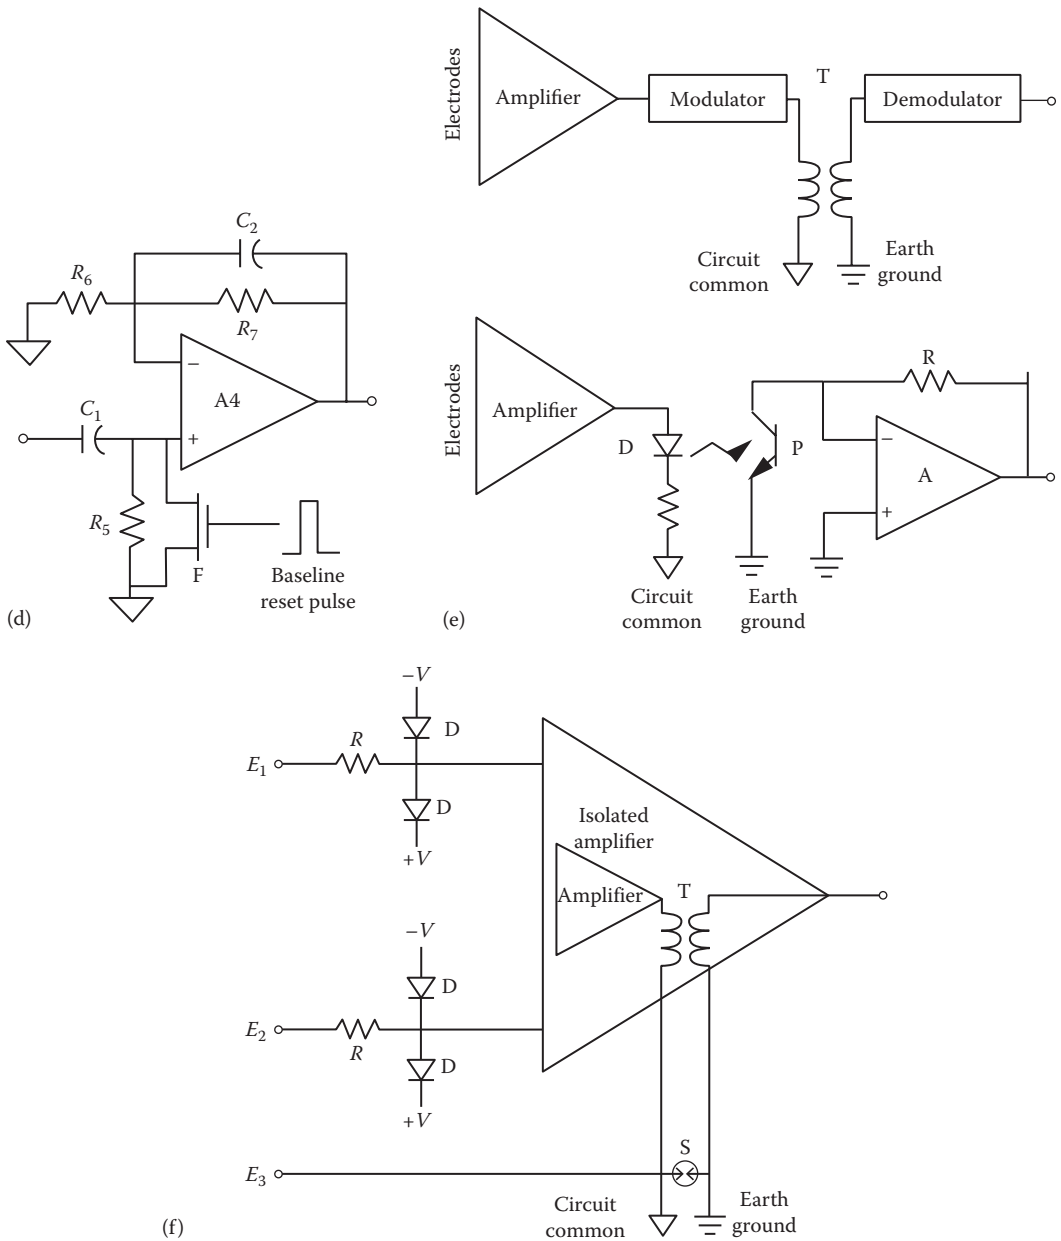 Electrodes
Amplifier
Modulator
T
Demodulator
Circuit
common
Earth
ground
C2
R6
R7
−
A4
C1
+
R5
F
Baseline
reset pulse
(d)
Electrodes
Amplifier
D
P
R
−
A
+
Circuit
common
Earth
ground
(e)
−V
D
R
E1
D
+V
Isolated
amplifier
Amplifier
T
−V
D
E2
R
D
+V
S
E3
Circuit
common
Earth
ground
(f)